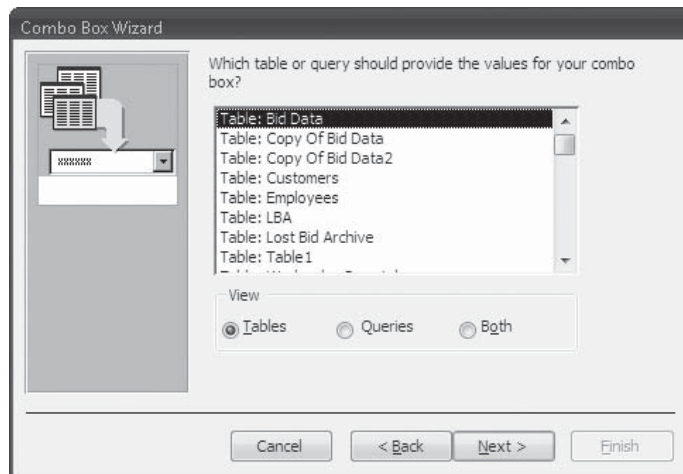 Combo Box Wizard
Which table or query should provide the values for your combo
box?
xxxxxx
Table: Bid Data
Table: Copy Of Bid Data
Table: Copy Of Bid Data2
Table: Customers
Table: Employees
Table: LBA
Table: Lost Bid Archive
Table: Table1
View
Tables
Queries
Both
Cancel
< Back
Next >
Finish